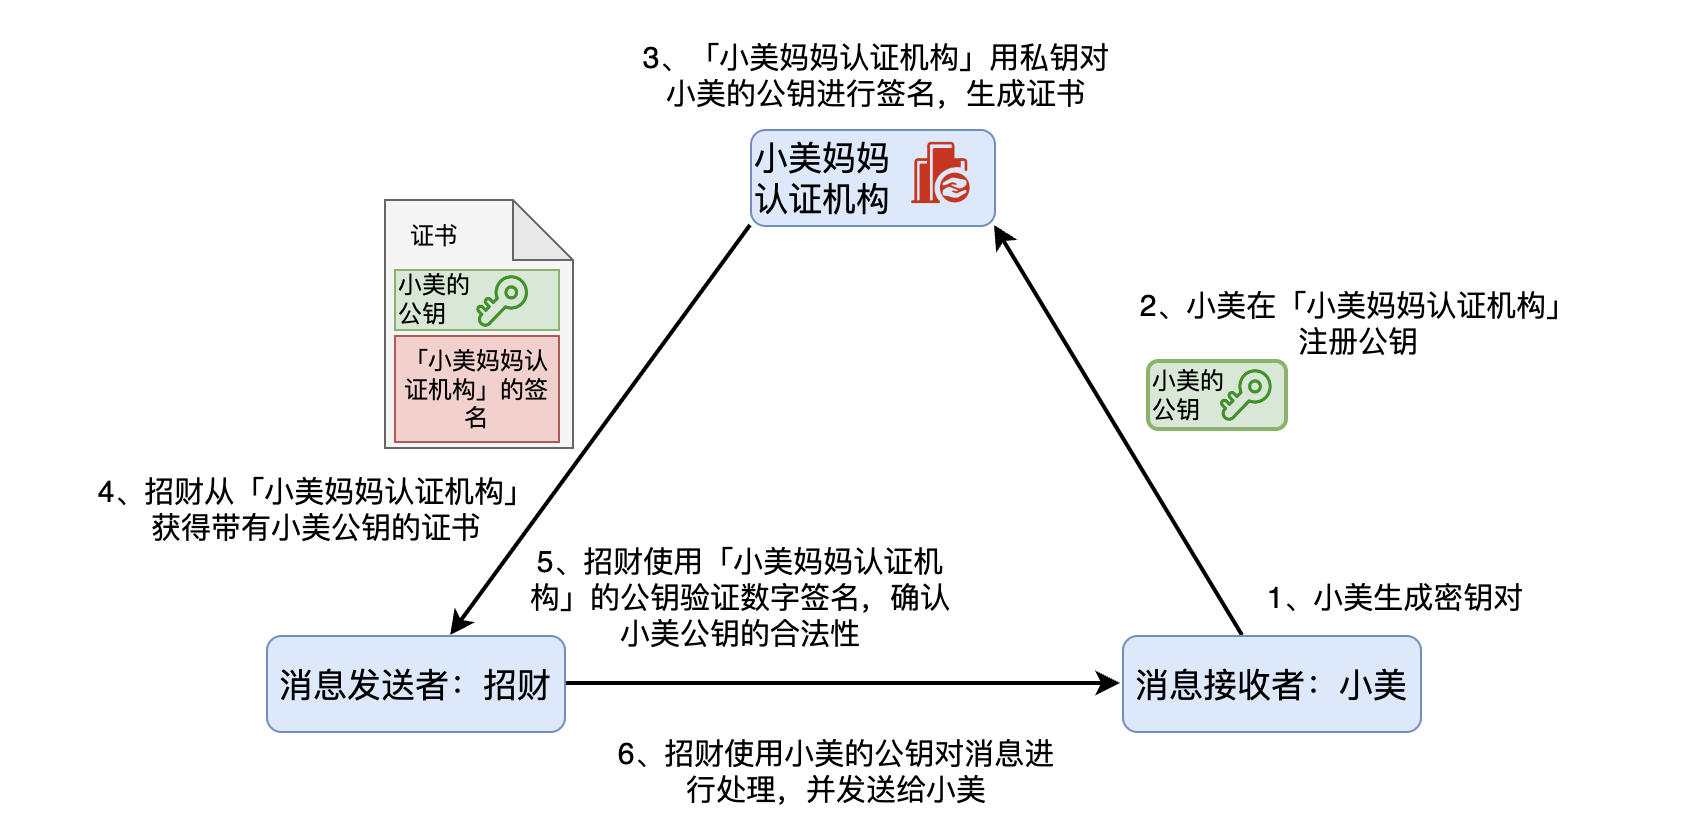 3、「小美妈妈认证机构」用私钥对
小美的公钥进行签名，生成证书
小美妈妈
认证机构
证书
小美的
公钥
「小美妈妈认
证机构」的签
名
2、小美在「小美妈妈认证机构」
注册公钥
小美的
公钥
4、招财从「小美妈妈认证机构」
获得带有小美公钥的证书
5、招财使用「小美妈妈认证机
构」的公钥验证数字签名，确认
小美公钥的合法性
1、小美生成密钥对
消息发送者：招财
消息接收者：小美
6、招财使用小美的公钥对消息进
行处理，并发送给小美